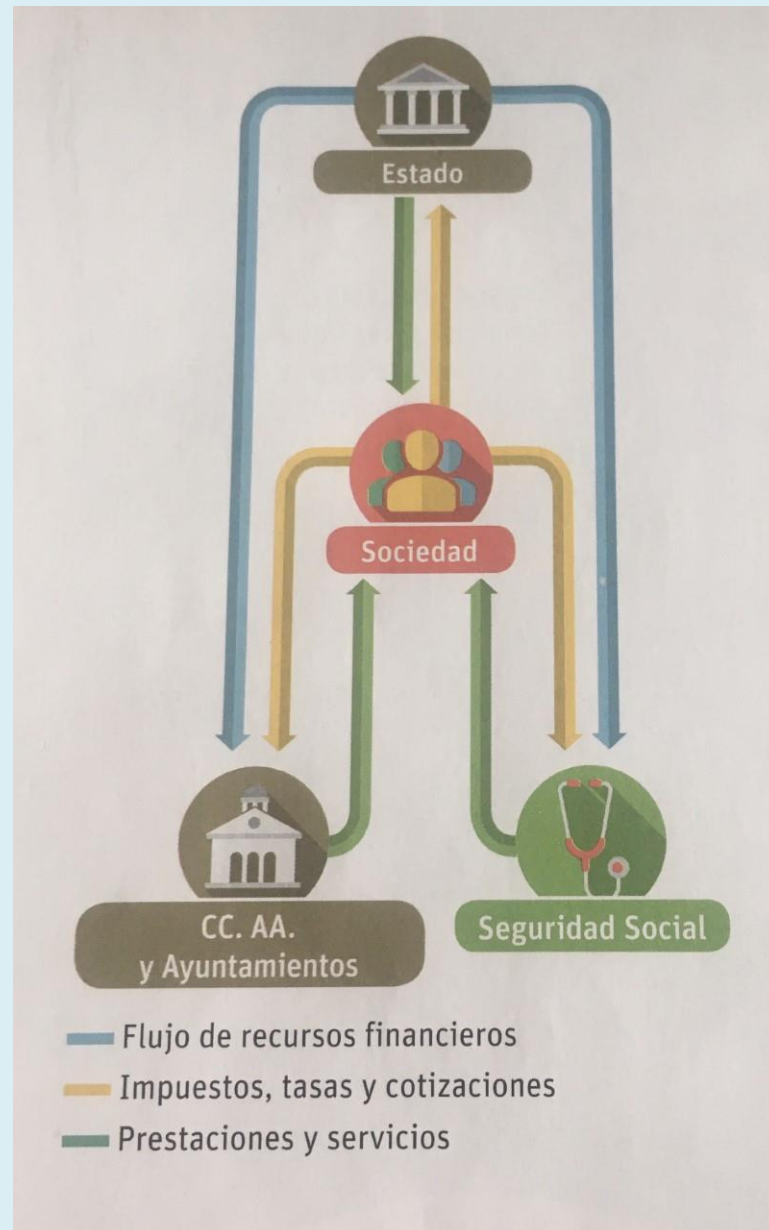 Estado
Sociedad
CC. AA.
y Ayuntamientos
Seguridad Social
Flujo de recursos financieros
Impuestos, tasas y cotizaciones
Prestaciones y servicios